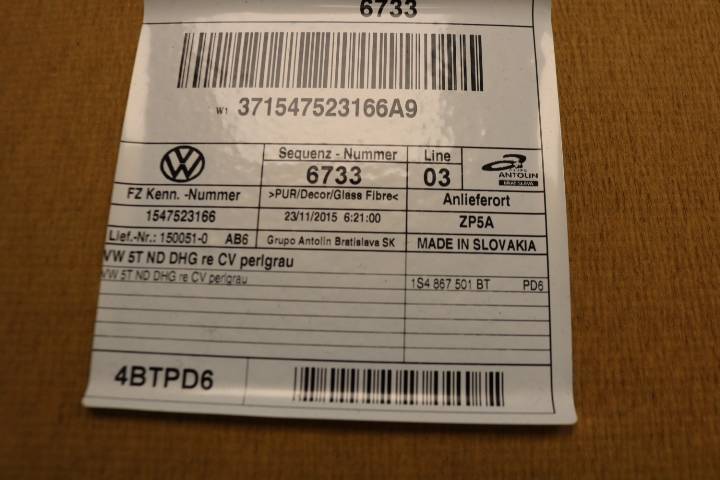 6733
W1 371547523166A9
Sequenz - Nummer Line
6733 03
ANTOLIN
FZ Kenn. -Nummer >PUR/Decor/Glass Fibre< Anlieferort
1547523166 23/11/2015 6:21:00 ZP5A
Lief.-Nr.: 150051-0 AB6 Grupo Antolin Bratislava SK MADE IN SLOVAKIA
VW 5T ND DHG re CV perlgrau
VW 5T ND DHG re CV perlgrau 1S4 867 501 BT PD6
4BTPD6